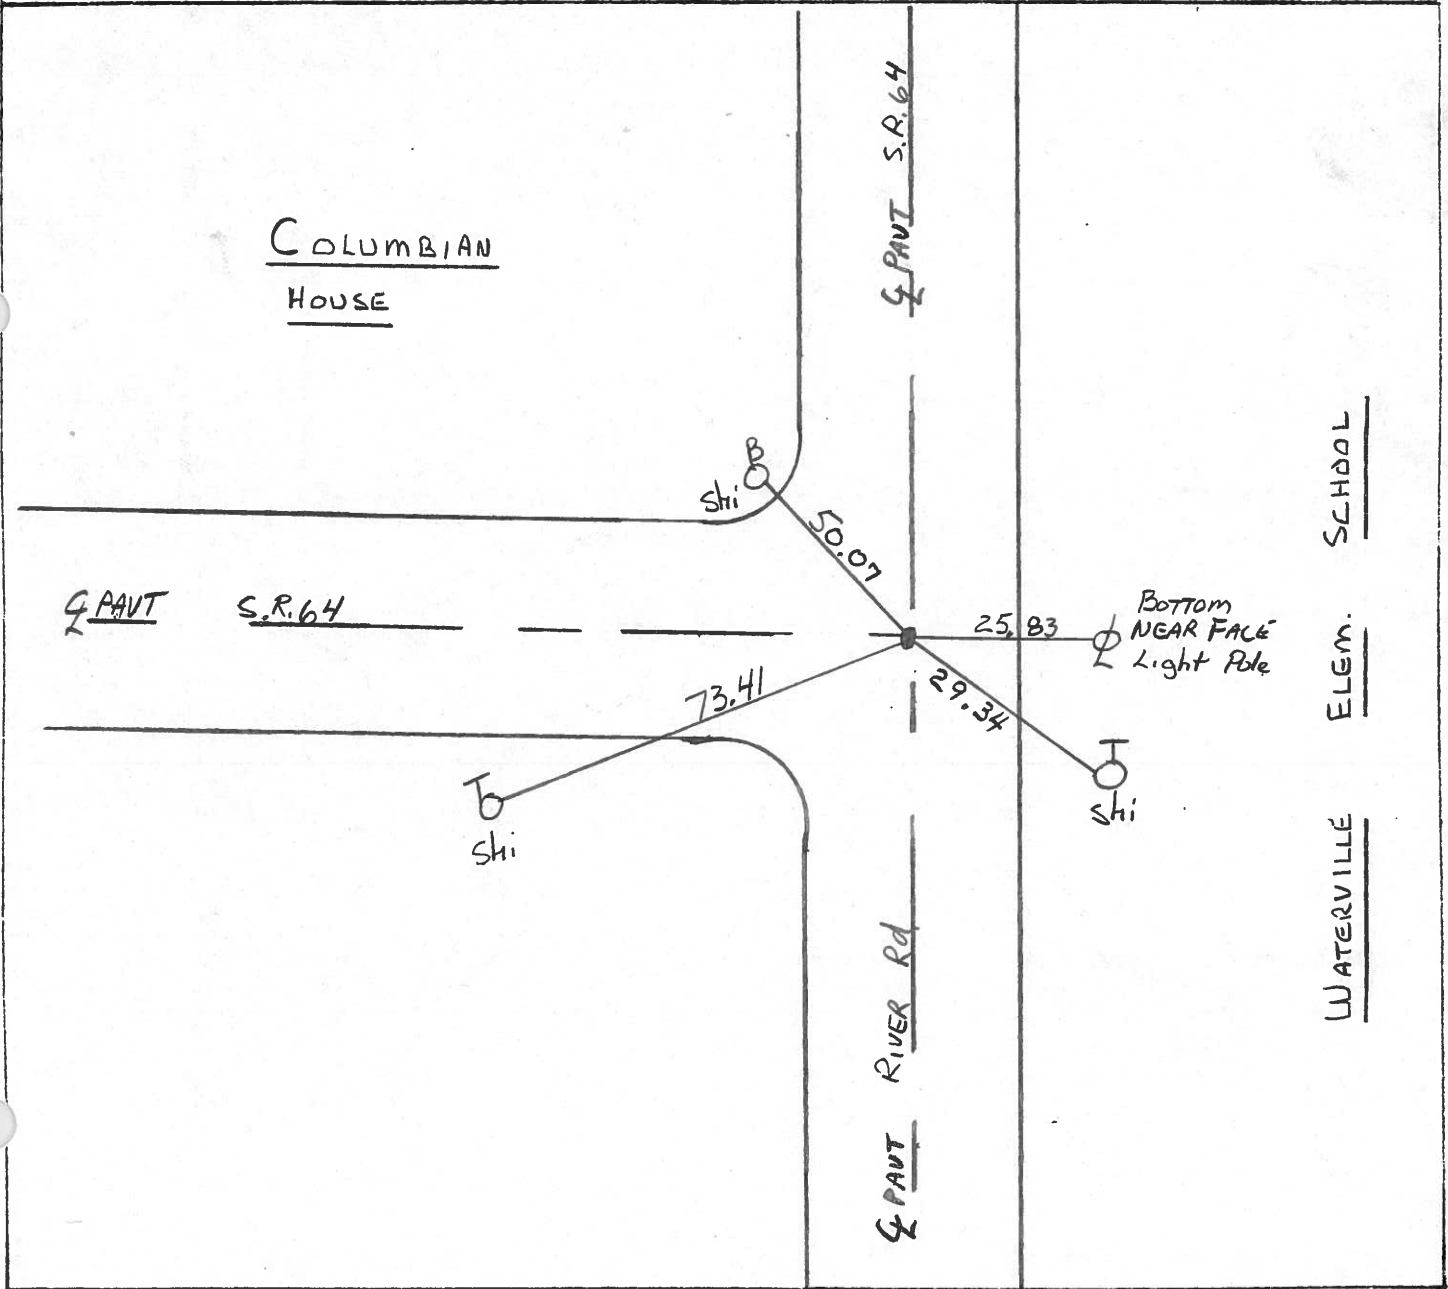 COLUMBIAN
HOUSE
℄ PAVT S.R. 64
B
Shi
50.07
℄ PAVT S.R. 64
25.83
BOTTOM
NEAR FACE
Light Pole
73.41
29.34
T
Shi
T
Shi
℄ PAVT RIVER Rd
WATERVILLE ELEM. SCHOOL